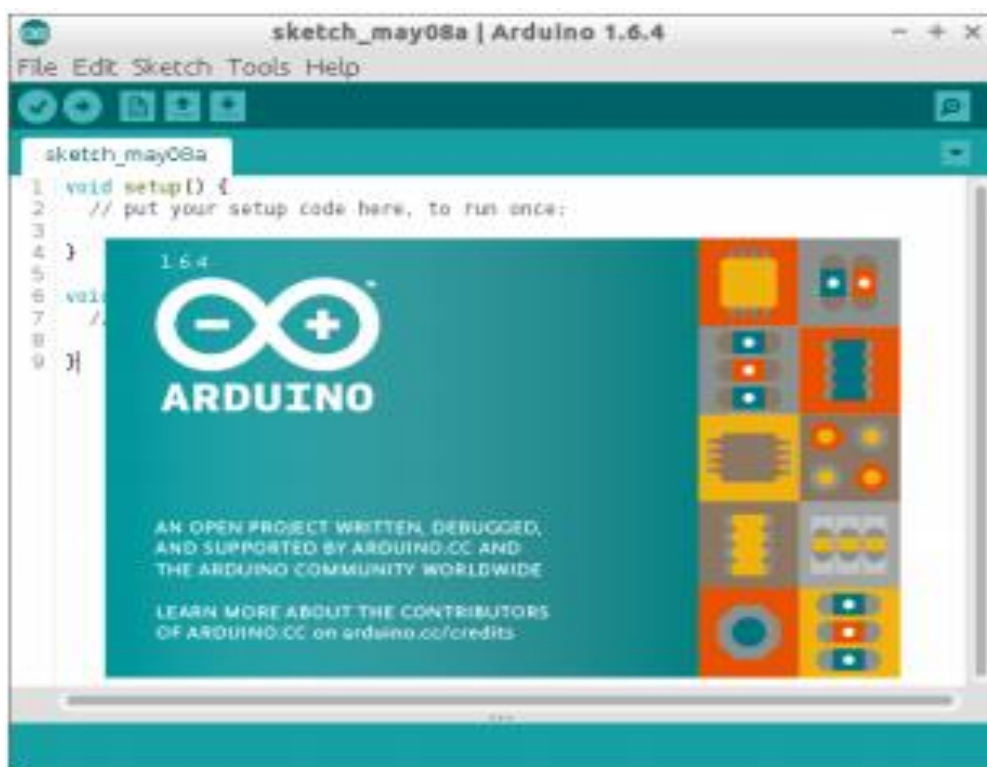 sketch_may08a | Arduino 1.6.4
File Edit Sketch Tools Help
sketch_may08a
1 void setup() {
2 // put your setup code here, to run once:
3
4 }
5
6 voi
7 /
8
9 }
1.6.4
ARDUINO
AN OPEN PROJECT WRITTEN, DEBUGGED,
AND SUPPORTED BY ARDUINO.CC AND
THE ARDUINO COMMUNITY WORLDWIDE
LEARN MORE ABOUT THE CONTRIBUTORS
OF ARDUINO.CC on arduino.cc/credits